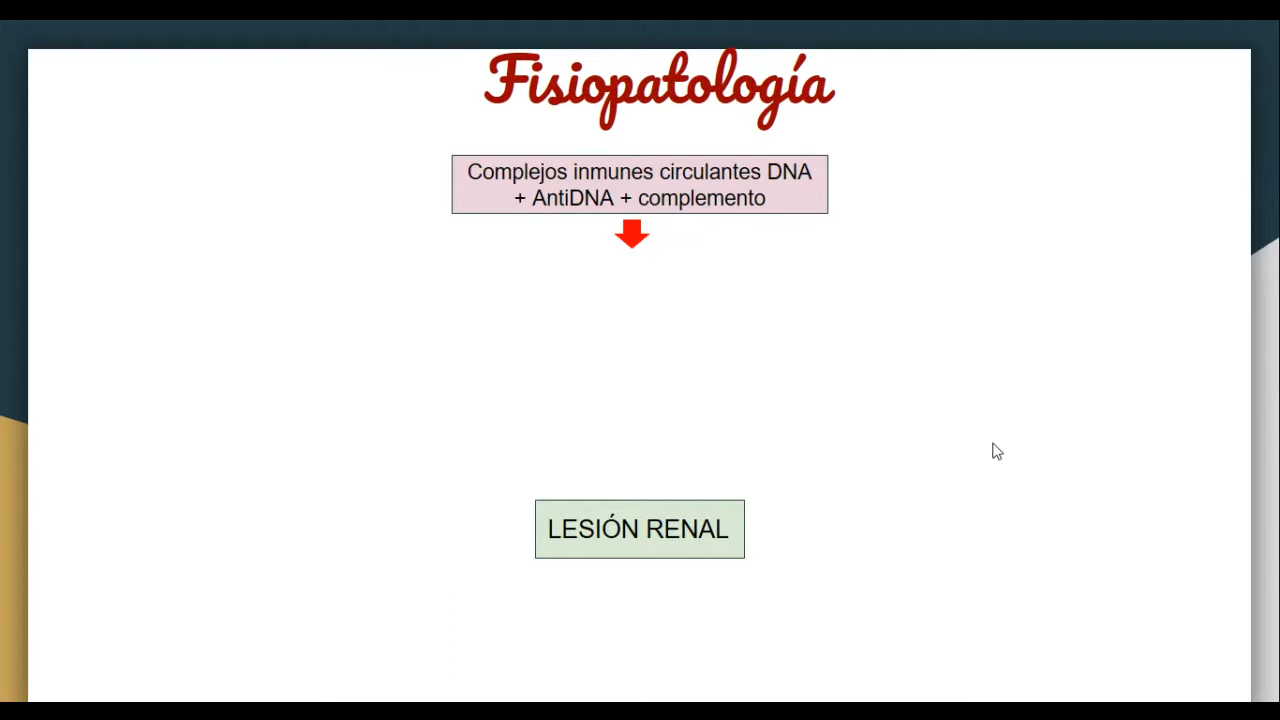 Fisiopatología
Complejos inmunes circulantes DNA
+ AntiDNA + complemento
LESIÓN RENAL